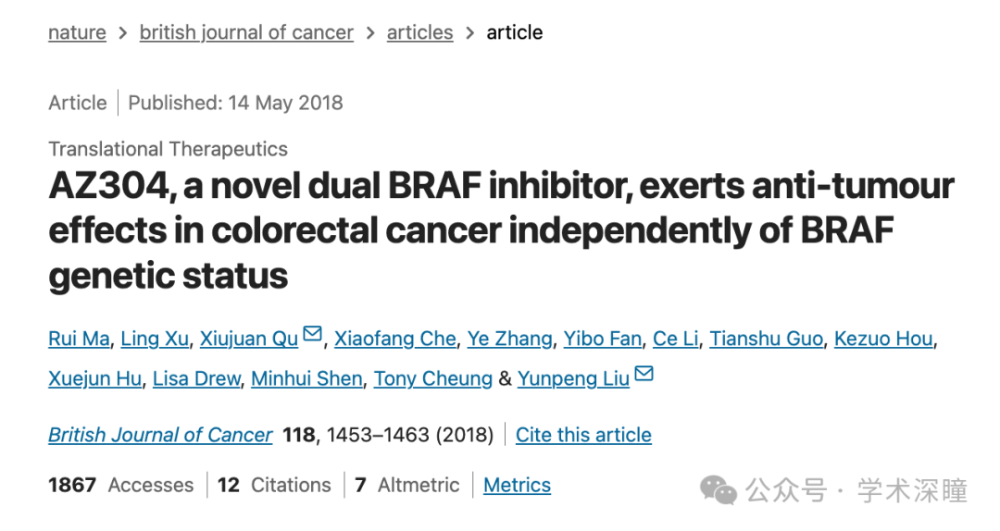 nature > british journal of cancer > articles > article
Article | Published: 14 May 2018
Translational Therapeutics
AZ304, a novel dual BRAF inhibitor, exerts anti-tumour
effects in colorectal cancer independently of BRAF
genetic status
Rui Ma, Ling Xu, Xiujuan Qu, Xiaofang Che, Ye Zhang, Yibo Fan, Ce Li, Tianshu Guo, Kezuo Hou,
Xuejun Hu, Lisa Drew, Minhui Shen, Tony Cheung & Yunpeng Liu
British Journal of Cancer 118, 1453–1463 (2018) | Cite this article
1867 Accesses | 12 Citations | 7 Altmetric | Metrics
公众号 · 学术深瞳